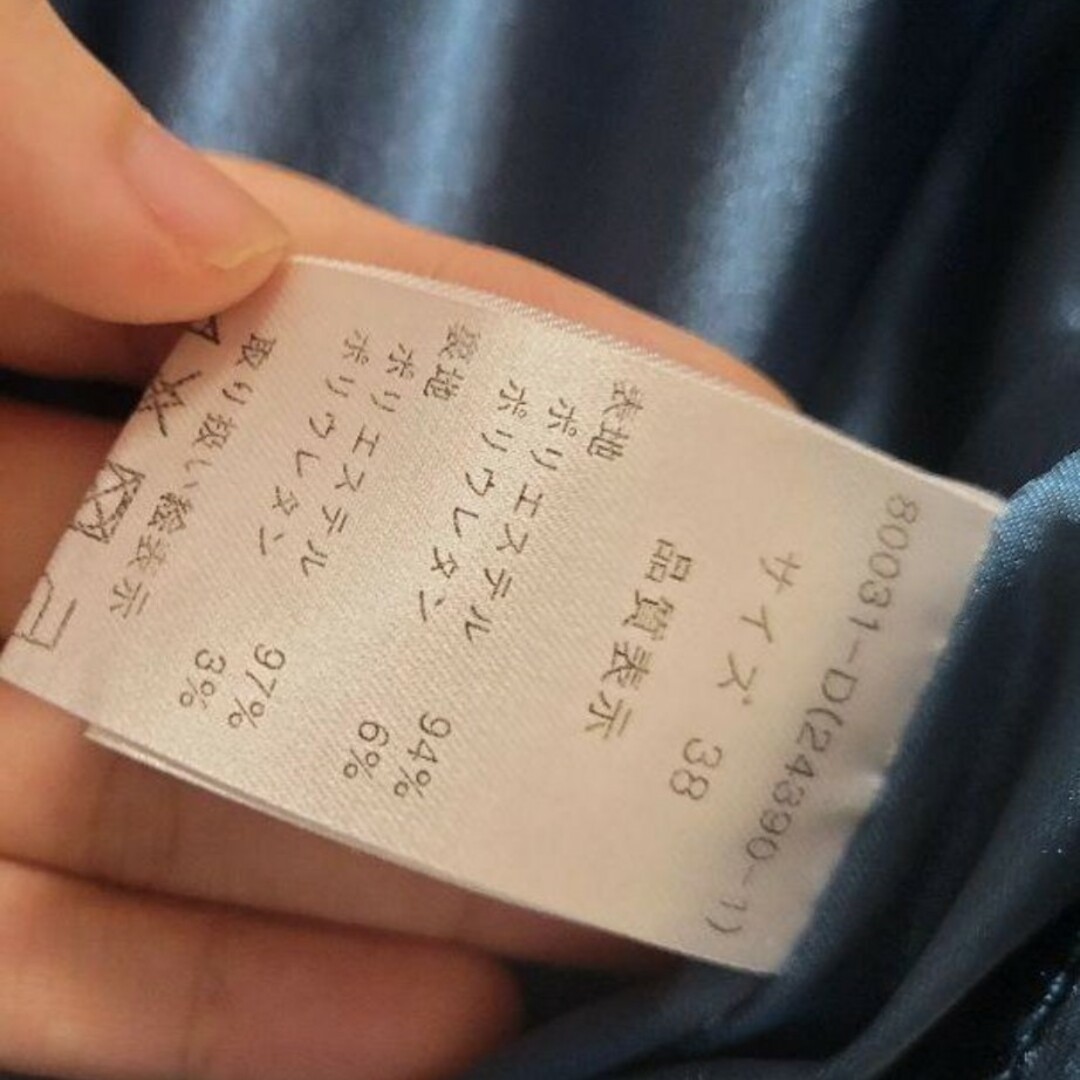 80031-D(24390-1)
サイズ 38
品質表示
表地
ポリエステル 94%
ポリウレタン 6%
裏地
ポリエステル 97%
ポリウレタン 3%
取り扱い絵表示